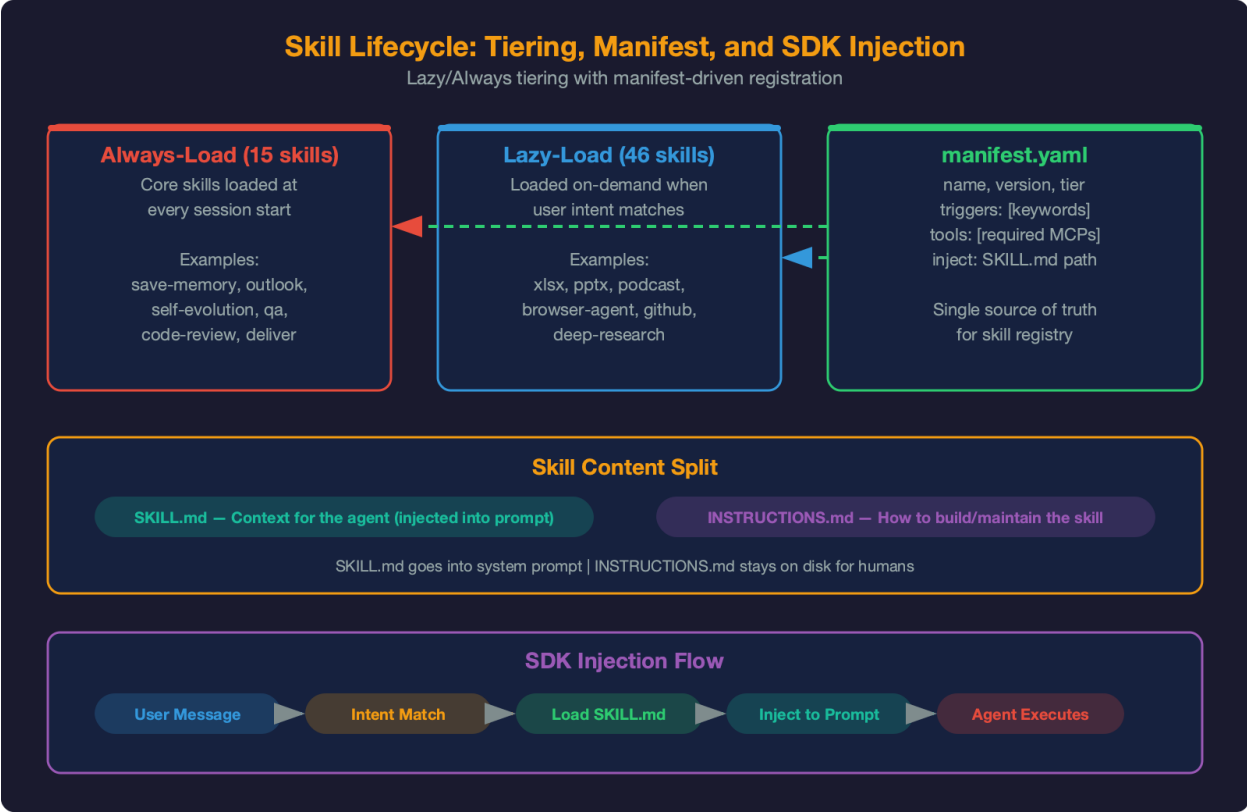 Skill Lifecycle: Tiering, Manifest, and SDK Injection
Lazy/Always tiering with manifest-driven registration
Always-Load (15 skills)
Core skills loaded at
every session start
Examples:
save-memory, outlook,
self-evolution, qa,
code-review, deliver
Lazy-Load (46 skills)
Loaded on-demand when
user intent matches
Examples:
xlsx, pptx, podcast,
browser-agent, github,
deep-research
manifest.yaml
name, version, tier
triggers: [keywords]
tools: [required MCPs]
inject: SKILL.md path
Single source of truth
for skill registry
Skill Content Split
SKILL.md — Context for the agent (injected into prompt)
INSTRUCTIONS.md — How to build/maintain the skill
SKILL.md goes into system prompt | INSTRUCTIONS.md stays on disk for humans
SDK Injection Flow
User Message
Intent Match
Load SKILL.md
Inject to Prompt
Agent Executes